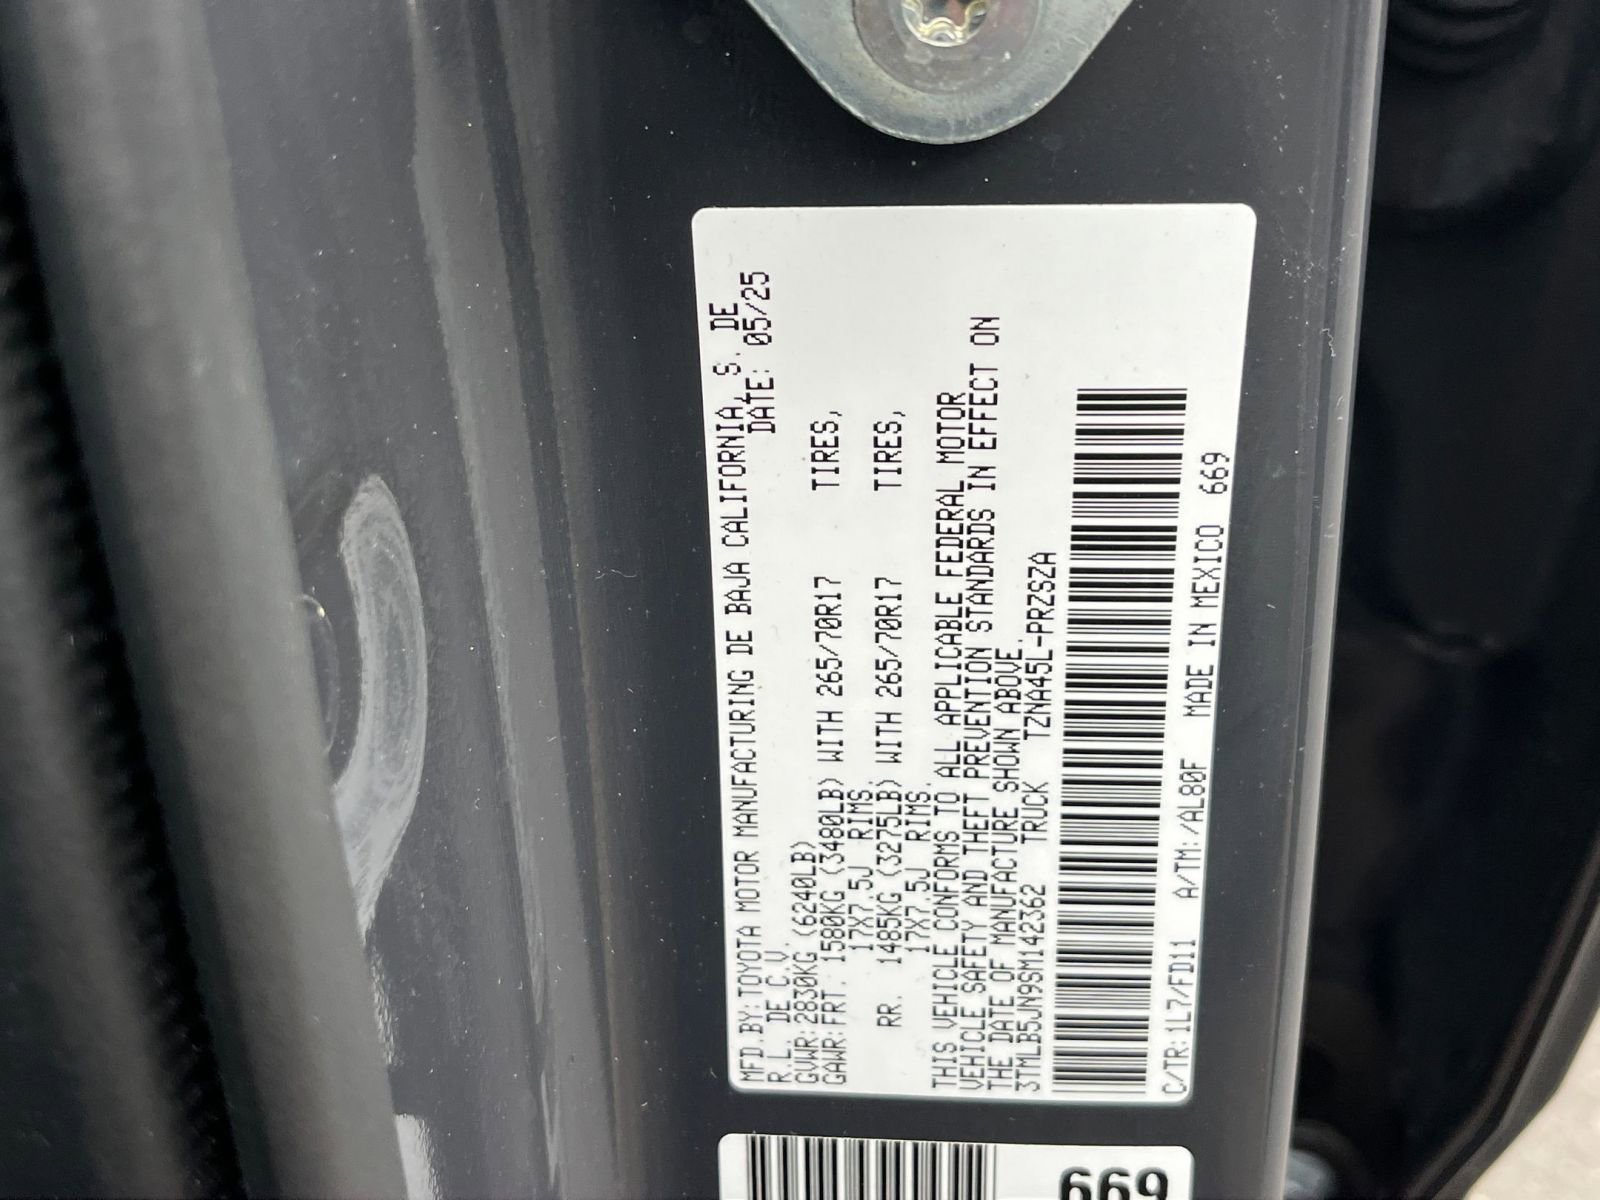 MFD.BY:TOYOTA MOTOR MANUFACTURING DE BAJA CALIFORNIA, S. DE
R.L. DE C.V. DATE: 05/25
GVWR:2830KG (6240LB)
GAWR:FRT. 1580KG (3480LB) WITH 265/70R17 TIRES,
17X7.5J RIMS.
RR. 1485KG (3275LB) WITH 265/70R17 TIRES,
17X7.5J RIMS.
THIS VEHICLE CONFORMS TO ALL APPLICABLE FEDERAL MOTOR
VEHICLE SAFETY AND THEFT PREVENTION STANDARDS IN EFFECT ON
THE DATE OF MANUFACTURE SHOWN ABOVE.
3TMLB5JN9SM142362 TRUCK TZNA45L-PRZSZA
C/TR:1L7/FD11 A/TM:/AL80F MADE IN MEXICO 669
669